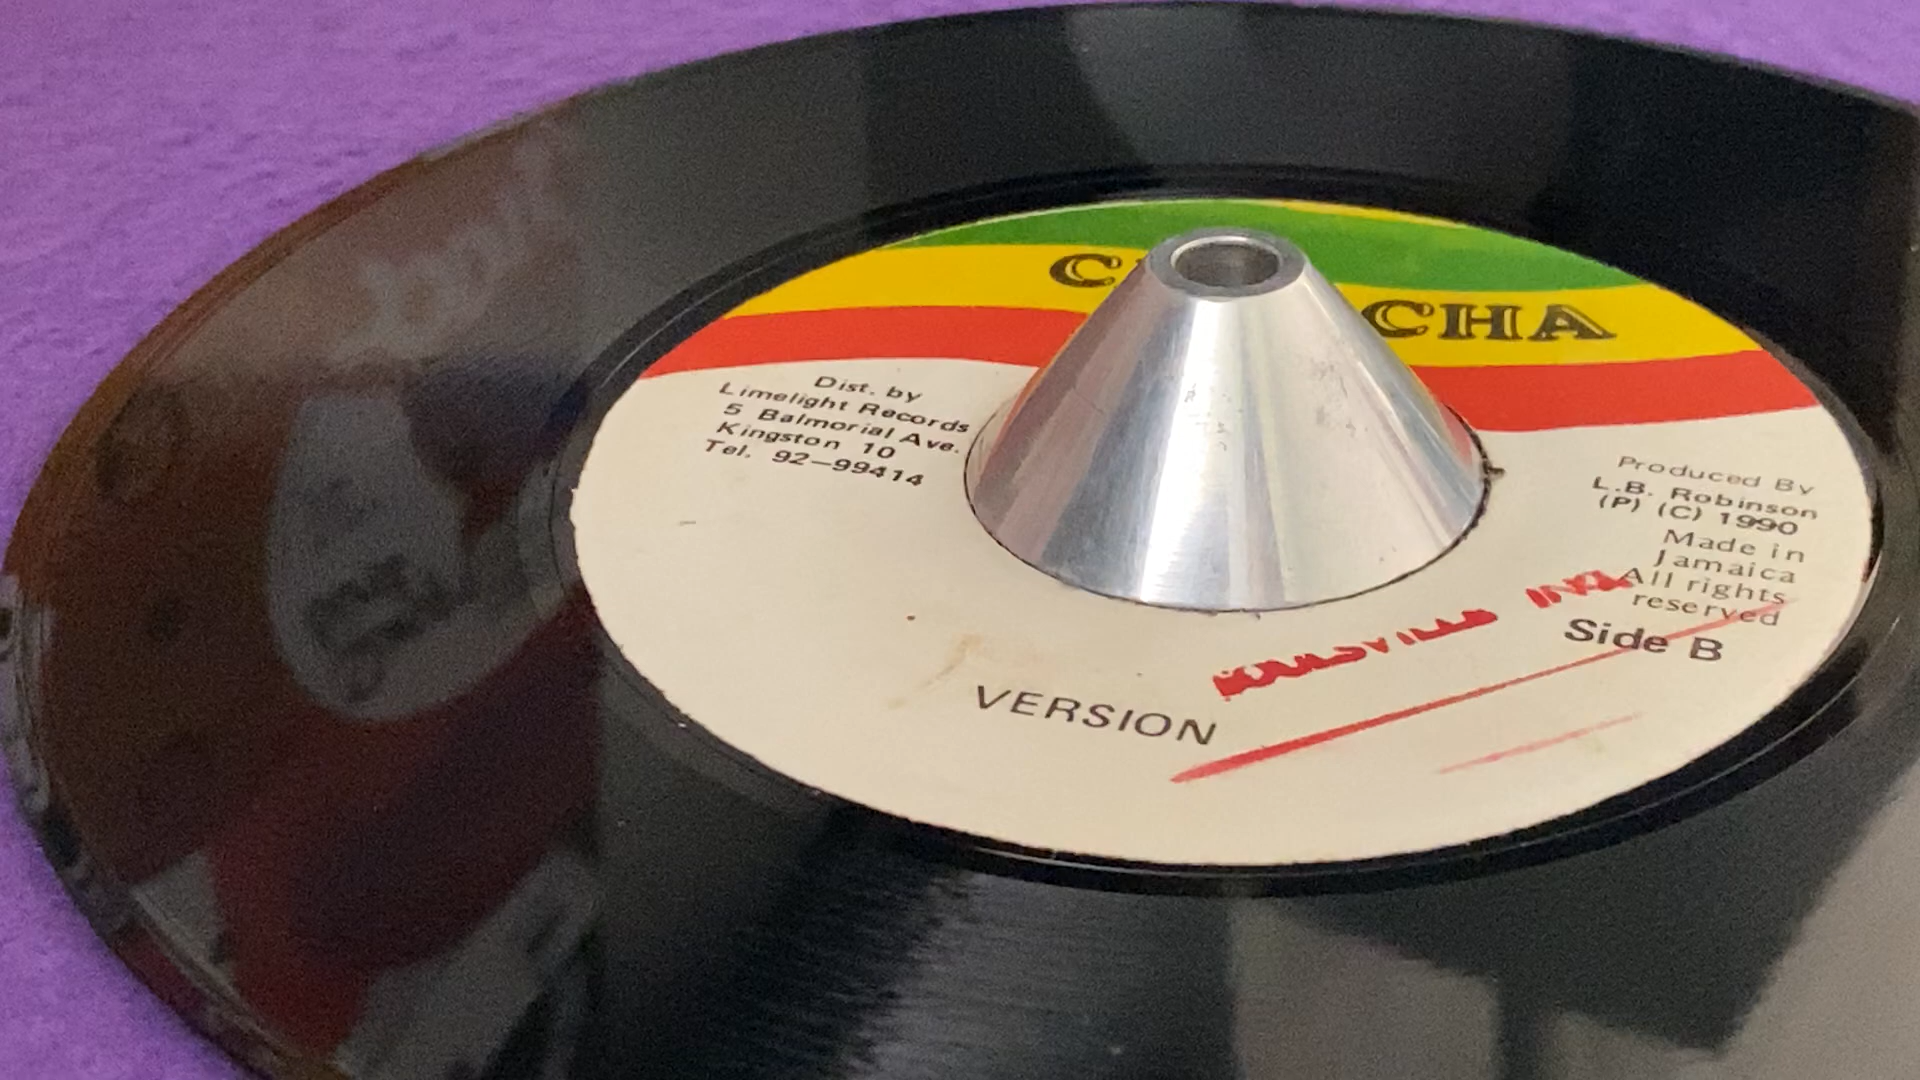 C CHA
Dist. by
Limelight Records
5 Balmorial Ave.
Kingston 10
Tel. 92-99414
Produced By
L.B. Robinson
(P) (C) 1990
Made in
Jamaica
All rights
reserved
Side B
VERSION